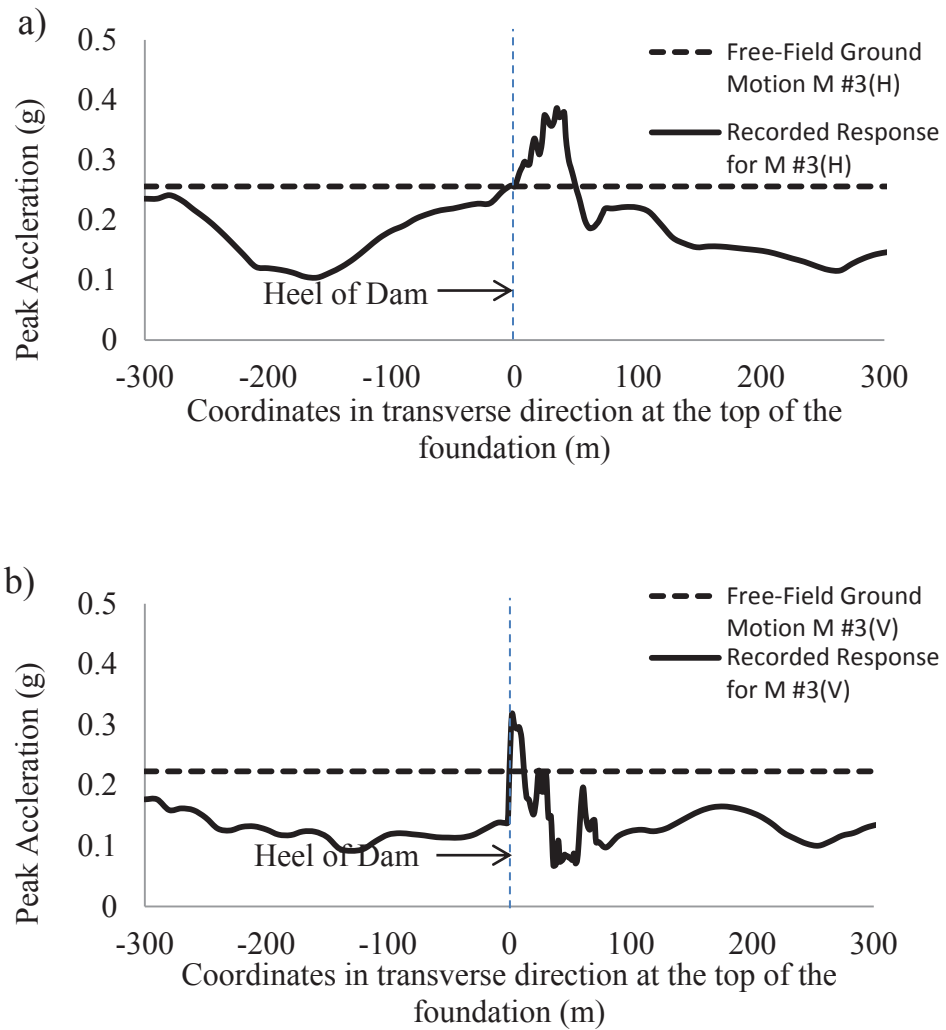 a)
0.5
0.4
0.3
0.2
0.1
0
Peak Accleration (g)
Free-Field Ground
Motion M #3(H)
Recorded Response
for M #3(H)
Heel of Dam
-300 -200 -100 0 100 200 300
Coordinates in transverse direction at the top of the
foundation (m)
b)
0.5
0.4
0.3
0.2
0.1
0
Peak Accleration (g)
Free-Field Ground
Motion M #3(V)
Recorded Response
for M #3(V)
Heel of Dam
-300 -200 -100 0 100 200 300
Coordinates in transverse direction at the top of the
foundation (m)